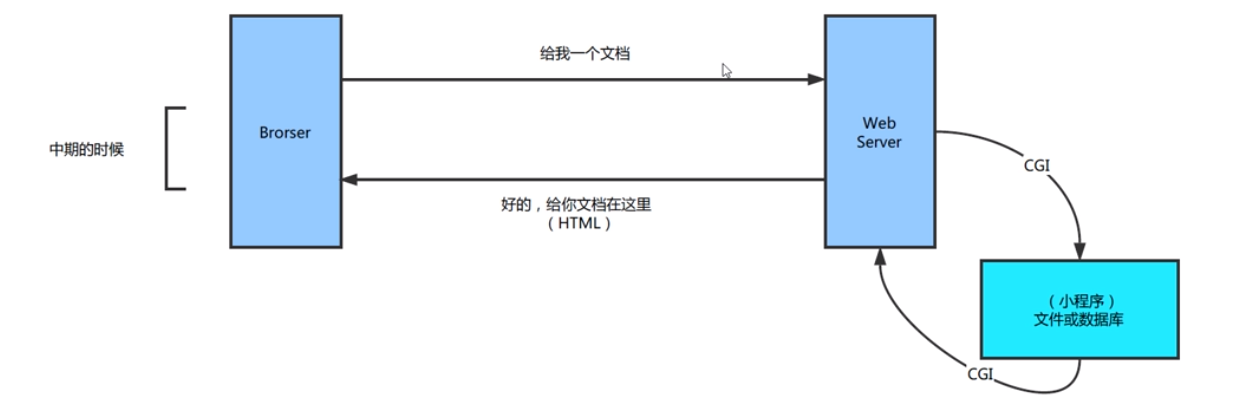 给我一个文档
Brorser
Web
Server
中期的时候
CGI
好的，给你文档在这里
（HTML）
（小程序）
文件或数据库
CGI